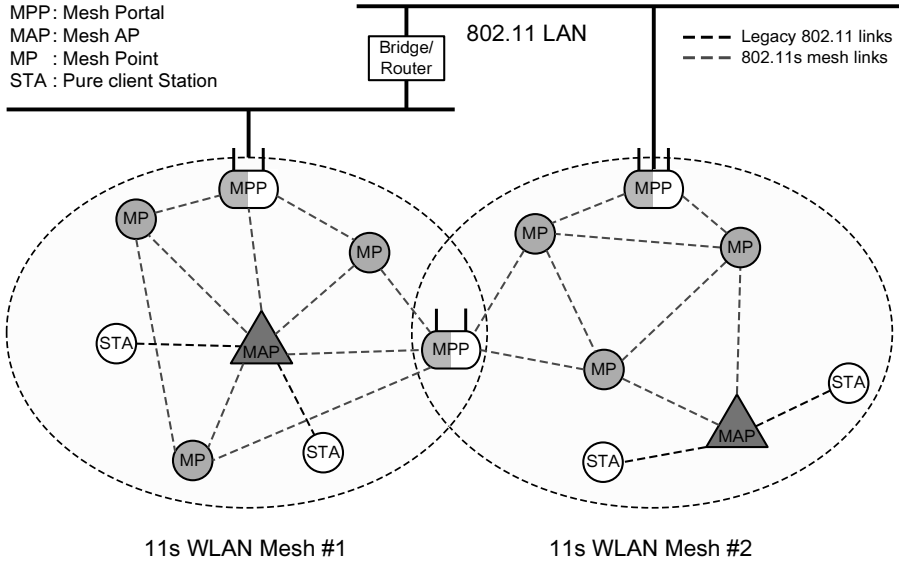 MPP : Mesh Portal
MAP : Mesh AP
MP : Mesh Point
STA : Pure client Station
Bridge/
Router
802.11 LAN
Legacy 802.11 links
802.11s mesh links
MPP
MP
MP
STA
MAP
MP
STA
MPP
MPP
MP
MP
MP
STA
MAP
STA
11s WLAN Mesh #1
11s WLAN Mesh #2